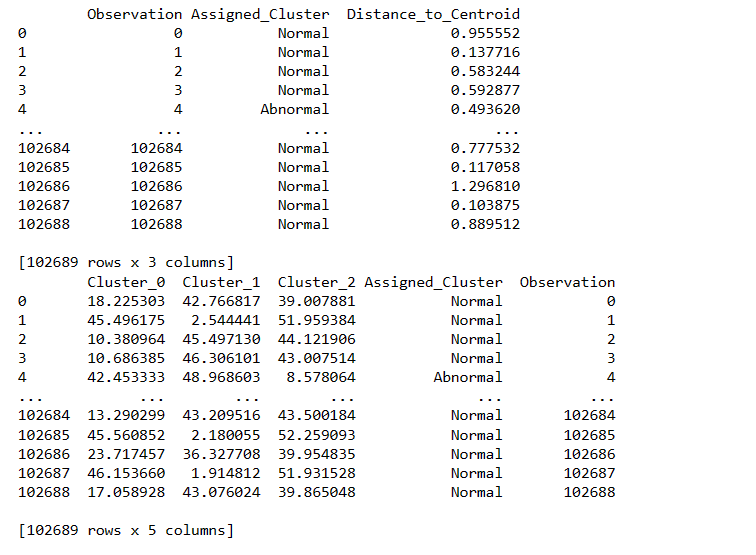 Observation Assigned_Cluster Distance_to_Centroid
0 0 Normal 0.955552
1 1 Normal 0.137716
2 2 Normal 0.583244
3 3 Normal 0.592877
4 4 Abnormal 0.493620
... ... ... ...
102684 102684 Normal 0.777532
102685 102685 Normal 0.117058
102686 102686 Normal 1.296810
102687 102687 Normal 0.103875
102688 102688 Normal 0.889512
[102689 rows x 3 columns]
Cluster_0 Cluster_1 Cluster_2 Assigned_Cluster Observation
0 18.225303 42.766817 39.007881 Normal 0
1 45.496175 2.544441 51.959384 Normal 1
2 10.380964 45.497130 44.121906 Normal 2
3 10.686385 46.306101 43.007514 Normal 3
4 42.453333 48.968603 8.578064 Abnormal 4
... ... ... ... ... ...
102684 13.290299 43.209516 43.500184 Normal 102684
102685 45.560852 2.180055 52.259093 Normal 102685
102686 23.717457 36.327708 39.954835 Normal 102686
102687 46.153660 1.914812 51.931528 Normal 102687
102688 17.058928 43.076024 39.865048 Normal 102688
[102689 rows x 5 columns]